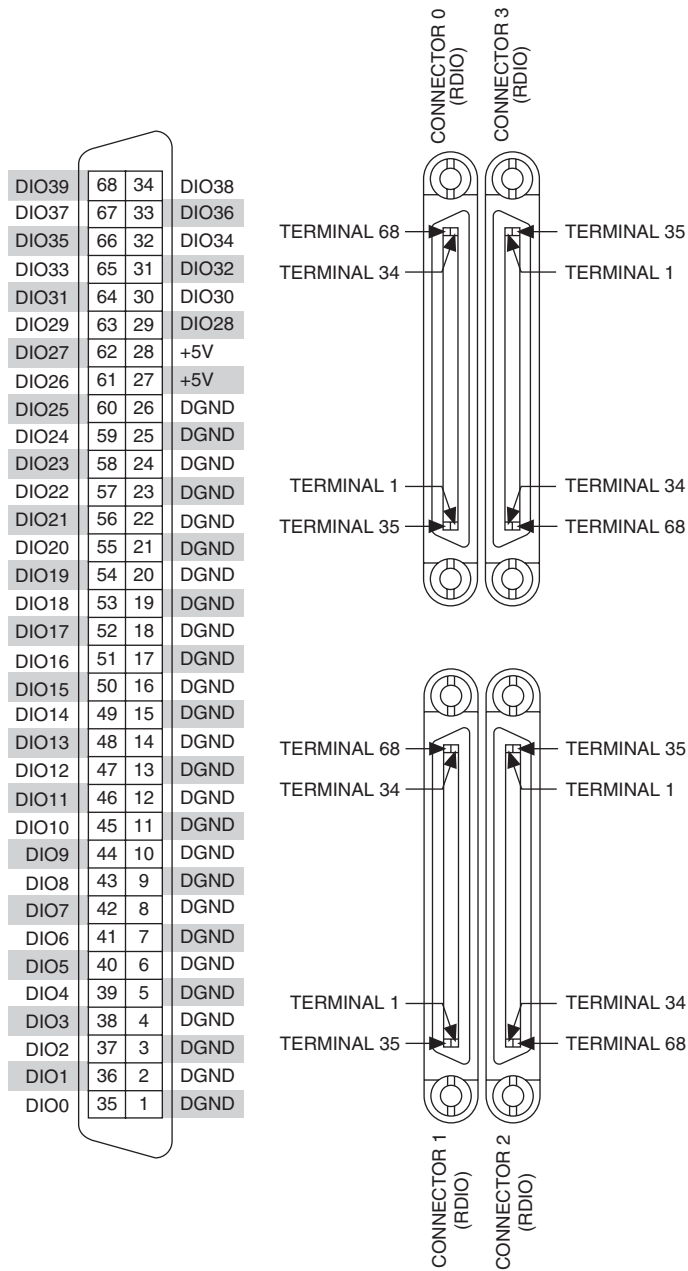 DIO39 68 34 DIO38
DIO37 67 33 DIO36
DIO35 66 32 DIO34
DIO33 65 31 DIO32
DIO31 64 30 DIO30
DIO29 63 29 DIO28
DIO27 62 28 +5V
DIO26 61 27 +5V
DIO25 60 26 DGND
DIO24 59 25 DGND
DIO23 58 24 DGND
DIO22 57 23 DGND
DIO21 56 22 DGND
DIO20 55 21 DGND
DIO19 54 20 DGND
DIO18 53 19 DGND
DIO17 52 18 DGND
DIO16 51 17 DGND
DIO15 50 16 DGND
DIO14 49 15 DGND
DIO13 48 14 DGND
DIO12 47 13 DGND
DIO11 46 12 DGND
DIO10 45 11 DGND
DIO9 44 10 DGND
DIO8 43 9 DGND
DIO7 42 8 DGND
DIO6 41 7 DGND
DIO5 40 6 DGND
DIO4 39 5 DGND
DIO3 38 4 DGND
DIO2 37 3 DGND
DIO1 36 2 DGND
DIO0 35 1 DGND
CONNECTOR 0
(RDIO)
CONNECTOR 3
(RDIO)
TERMINAL 68
TERMINAL 35
TERMINAL 34
TERMINAL 1
TERMINAL 1
TERMINAL 34
TERMINAL 35
TERMINAL 68
TERMINAL 68
TERMINAL 35
TERMINAL 34
TERMINAL 1
TERMINAL 1
TERMINAL 34
TERMINAL 35
TERMINAL 68
CONNECTOR 1
(RDIO)
CONNECTOR 2
(RDIO)